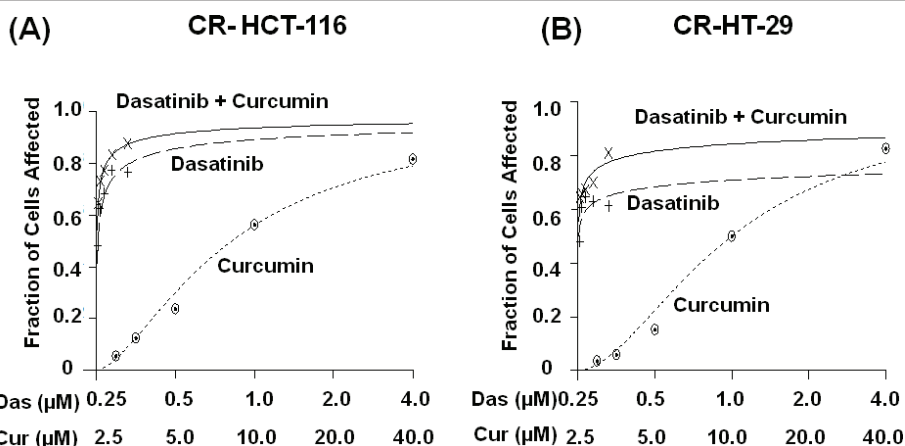 (A) CR-HCT-116
Fraction of Cells Affected
1.0
0.8
0.6
0.4
0.2
0
Dasatinib + Curcumin
Dasatinib
Curcumin
Das (µM) 0.25 0.5 1.0 2.0 4.0
Cur (µM) 2.5 5.0 10.0 20.0 40.0
(B) CR-HT-29
Fraction of Cells Affected
1.0
0.8
0.6
0.4
0.2
0
Dasatinib + Curcumin
Dasatinib
Curcumin
Das (µM) 0.25 0.5 1.0 2.0 4.0
Cur (µM) 2.5 5.0 10.0 20.0 40.0